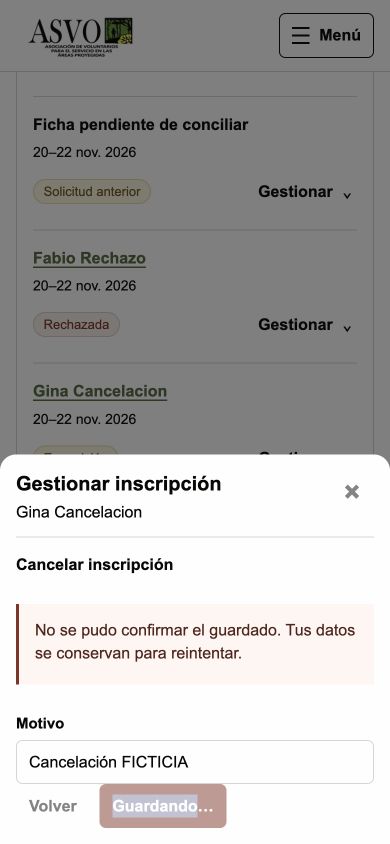 ASVO
ASOCIACIÓN DE VOLUNTARIOS
PARA EL SERVICIO EN LAS
ÁREAS PROTEGIDAS
Menú
Ficha pendiente de conciliar
20–22 nov. 2026
Solicitud anterior
Gestionar
Fabio Rechazo
20–22 nov. 2026
Rechazada
Gestionar
Gina Cancelacion
20–22 nov. 2026
Gestionar inscripción
Gina Cancelacion
Cancelar inscripción
No se pudo confirmar el guardado. Tus datos
se conservan para reintentar.
Motivo
Cancelación FICTICIA
Volver
Guardando…